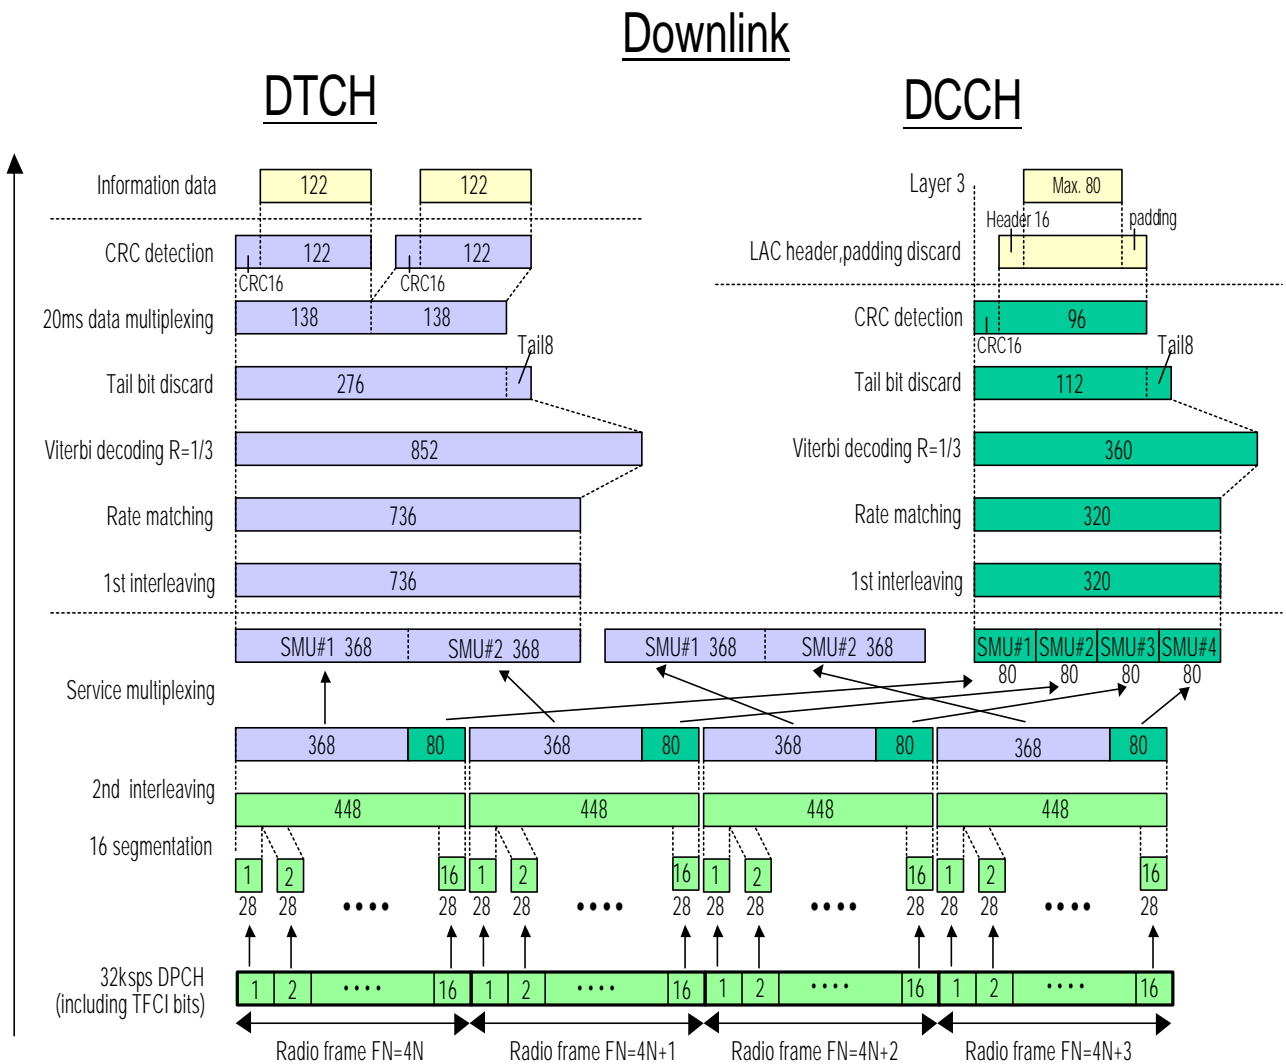 Downlink
DTCH
DCCH
Information data
122
122
Layer 3
Max. 80
Header 16
padding
CRC detection
122
122
LAC header,padding discard
CRC16
CRC16
20ms data multiplexing
138
138
CRC detection
96
CRC16
Tail8
Tail8
Tail bit discard
276
Tail bit discard
112
Viterbi decoding R=1/3
852
Viterbi decoding R=1/3
360
Rate matching
736
Rate matching
320
1st interleaving
736
1st interleaving
320
SMU#1 368
SMU#2 368
SMU#1 368
SMU#2 368
SMU#1
SMU#2
SMU#3
SMU#4
80
80
80
80
Service multiplexing
368
80
368
80
368
80
368
80
2nd interleaving
448
448
448
448
16 segmentation
1
2
16
1
2
16
1
2
16
1
2
16
28
28
••••
28
28
28
••••
28
28
28
••••
28
28
28
••••
28
32ksps DPCH
(including TFCI bits)
1
2
••••
16
1
2
••••
16
1
2
••••
16
1
2
••••
16
Radio frame FN=4N
Radio frame FN=4N+1
Radio frame FN=4N+2
Radio frame FN=4N+3